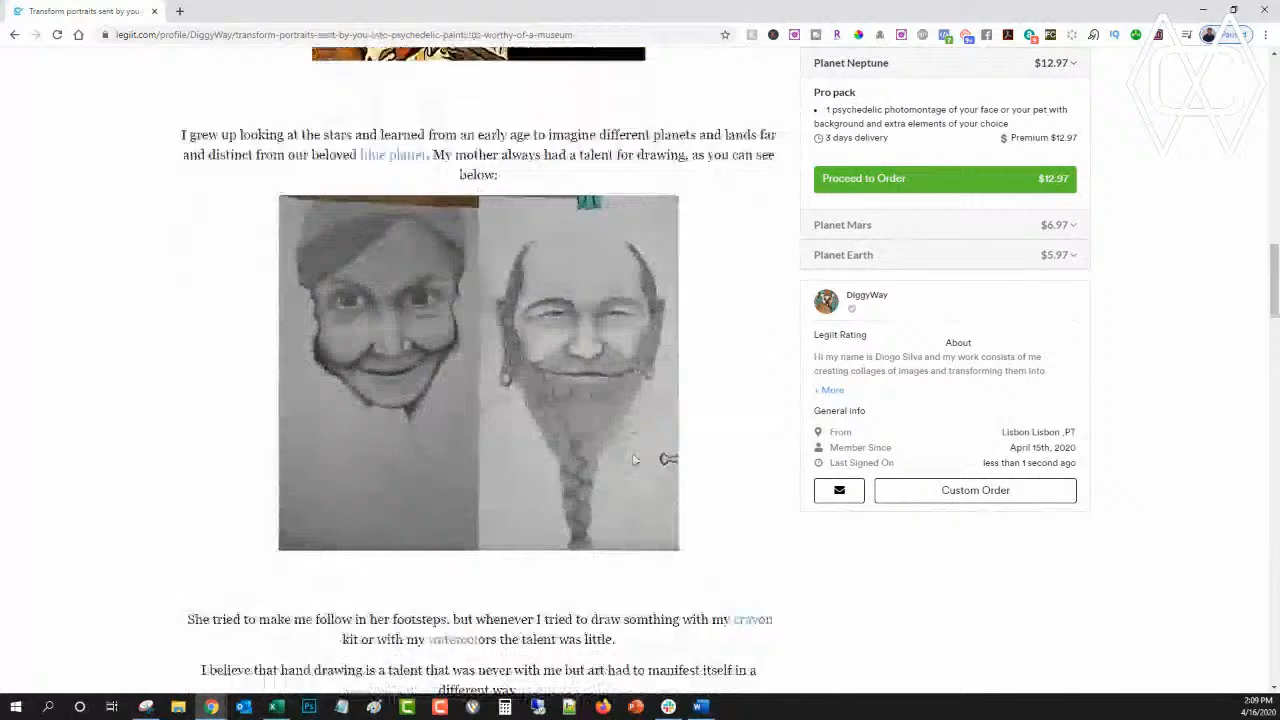 Transform portraits sent by you
legiit.com/profile/DiggyWay/transform-portraits-sent-by-you-into-psychedelic-paintings-worthy-of-a-museum
Paused
I grew up looking at the stars and learned from an early age to imagine different planets and lands far
and distinct from our beloved blue planet. My mother always had a talent for drawing, as you can see
below:
She tried to make me follow in her footsteps, but whenever I tried to draw somthing with my crayon
kit or with my watercolors the talent was little.
I believe that hand drawing is a talent that was never with me but art had to manifest itself in a
different way
Planet Neptune $12.97
Pro pack
• 1 psychedelic photomontage of your face or your pet with
background and extra elements of your choice
3 days delivery $ Premium $12.97
Proceed to Order $12.97
Planet Mars $6.97
Planet Earth $5.97
DiggyWay
Legiit Rating
About
Hi my name is Diogo Silva and my work consists of me
creating collages of images and transforming them into
+ More
General info
From Lisbon Lisbon ,PT
Member Since April 15th, 2020
Last Signed On less than 1 second ago
Custom Order
2:09 PM
4/16/2020